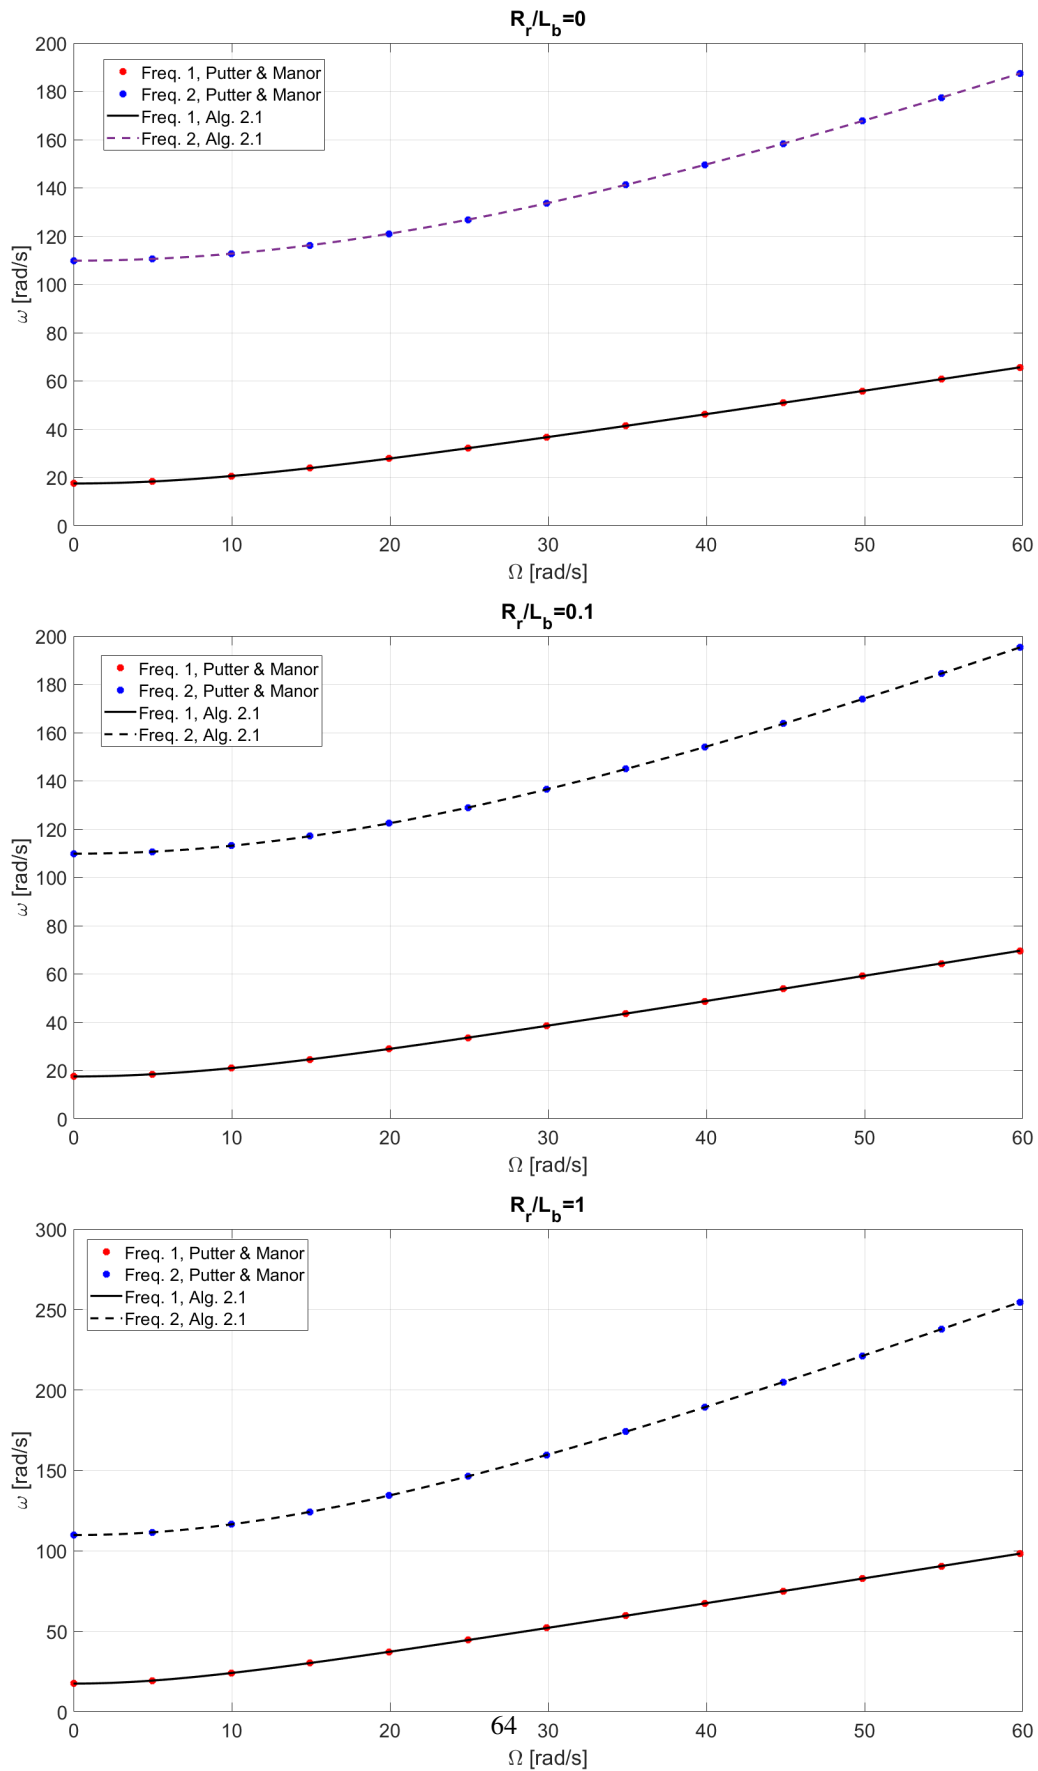 R_r/L_b=0
200
180
160
140
120
100
80
60
40
20
0
ω [rad/s]
Freq. 1, Putter & Manor
Freq. 2, Putter & Manor
Freq. 1, Alg. 2.1
Freq. 2, Alg. 2.1
0 10 20 30 40 50 60
Ω [rad/s]
R_r/L_b=0.1
200
180
160
140
120
100
80
60
40
20
0
ω [rad/s]
Freq. 1, Putter & Manor
Freq. 2, Putter & Manor
Freq. 1, Alg. 2.1
Freq. 2, Alg. 2.1
0 10 20 30 40 50 60
Ω [rad/s]
R_r/L_b=1
300
250
200
150
100
50
0
ω [rad/s]
Freq. 1, Putter & Manor
Freq. 2, Putter & Manor
Freq. 1, Alg. 2.1
Freq. 2, Alg. 2.1
0 10 20 64 30 40 50 60
Ω [rad/s]